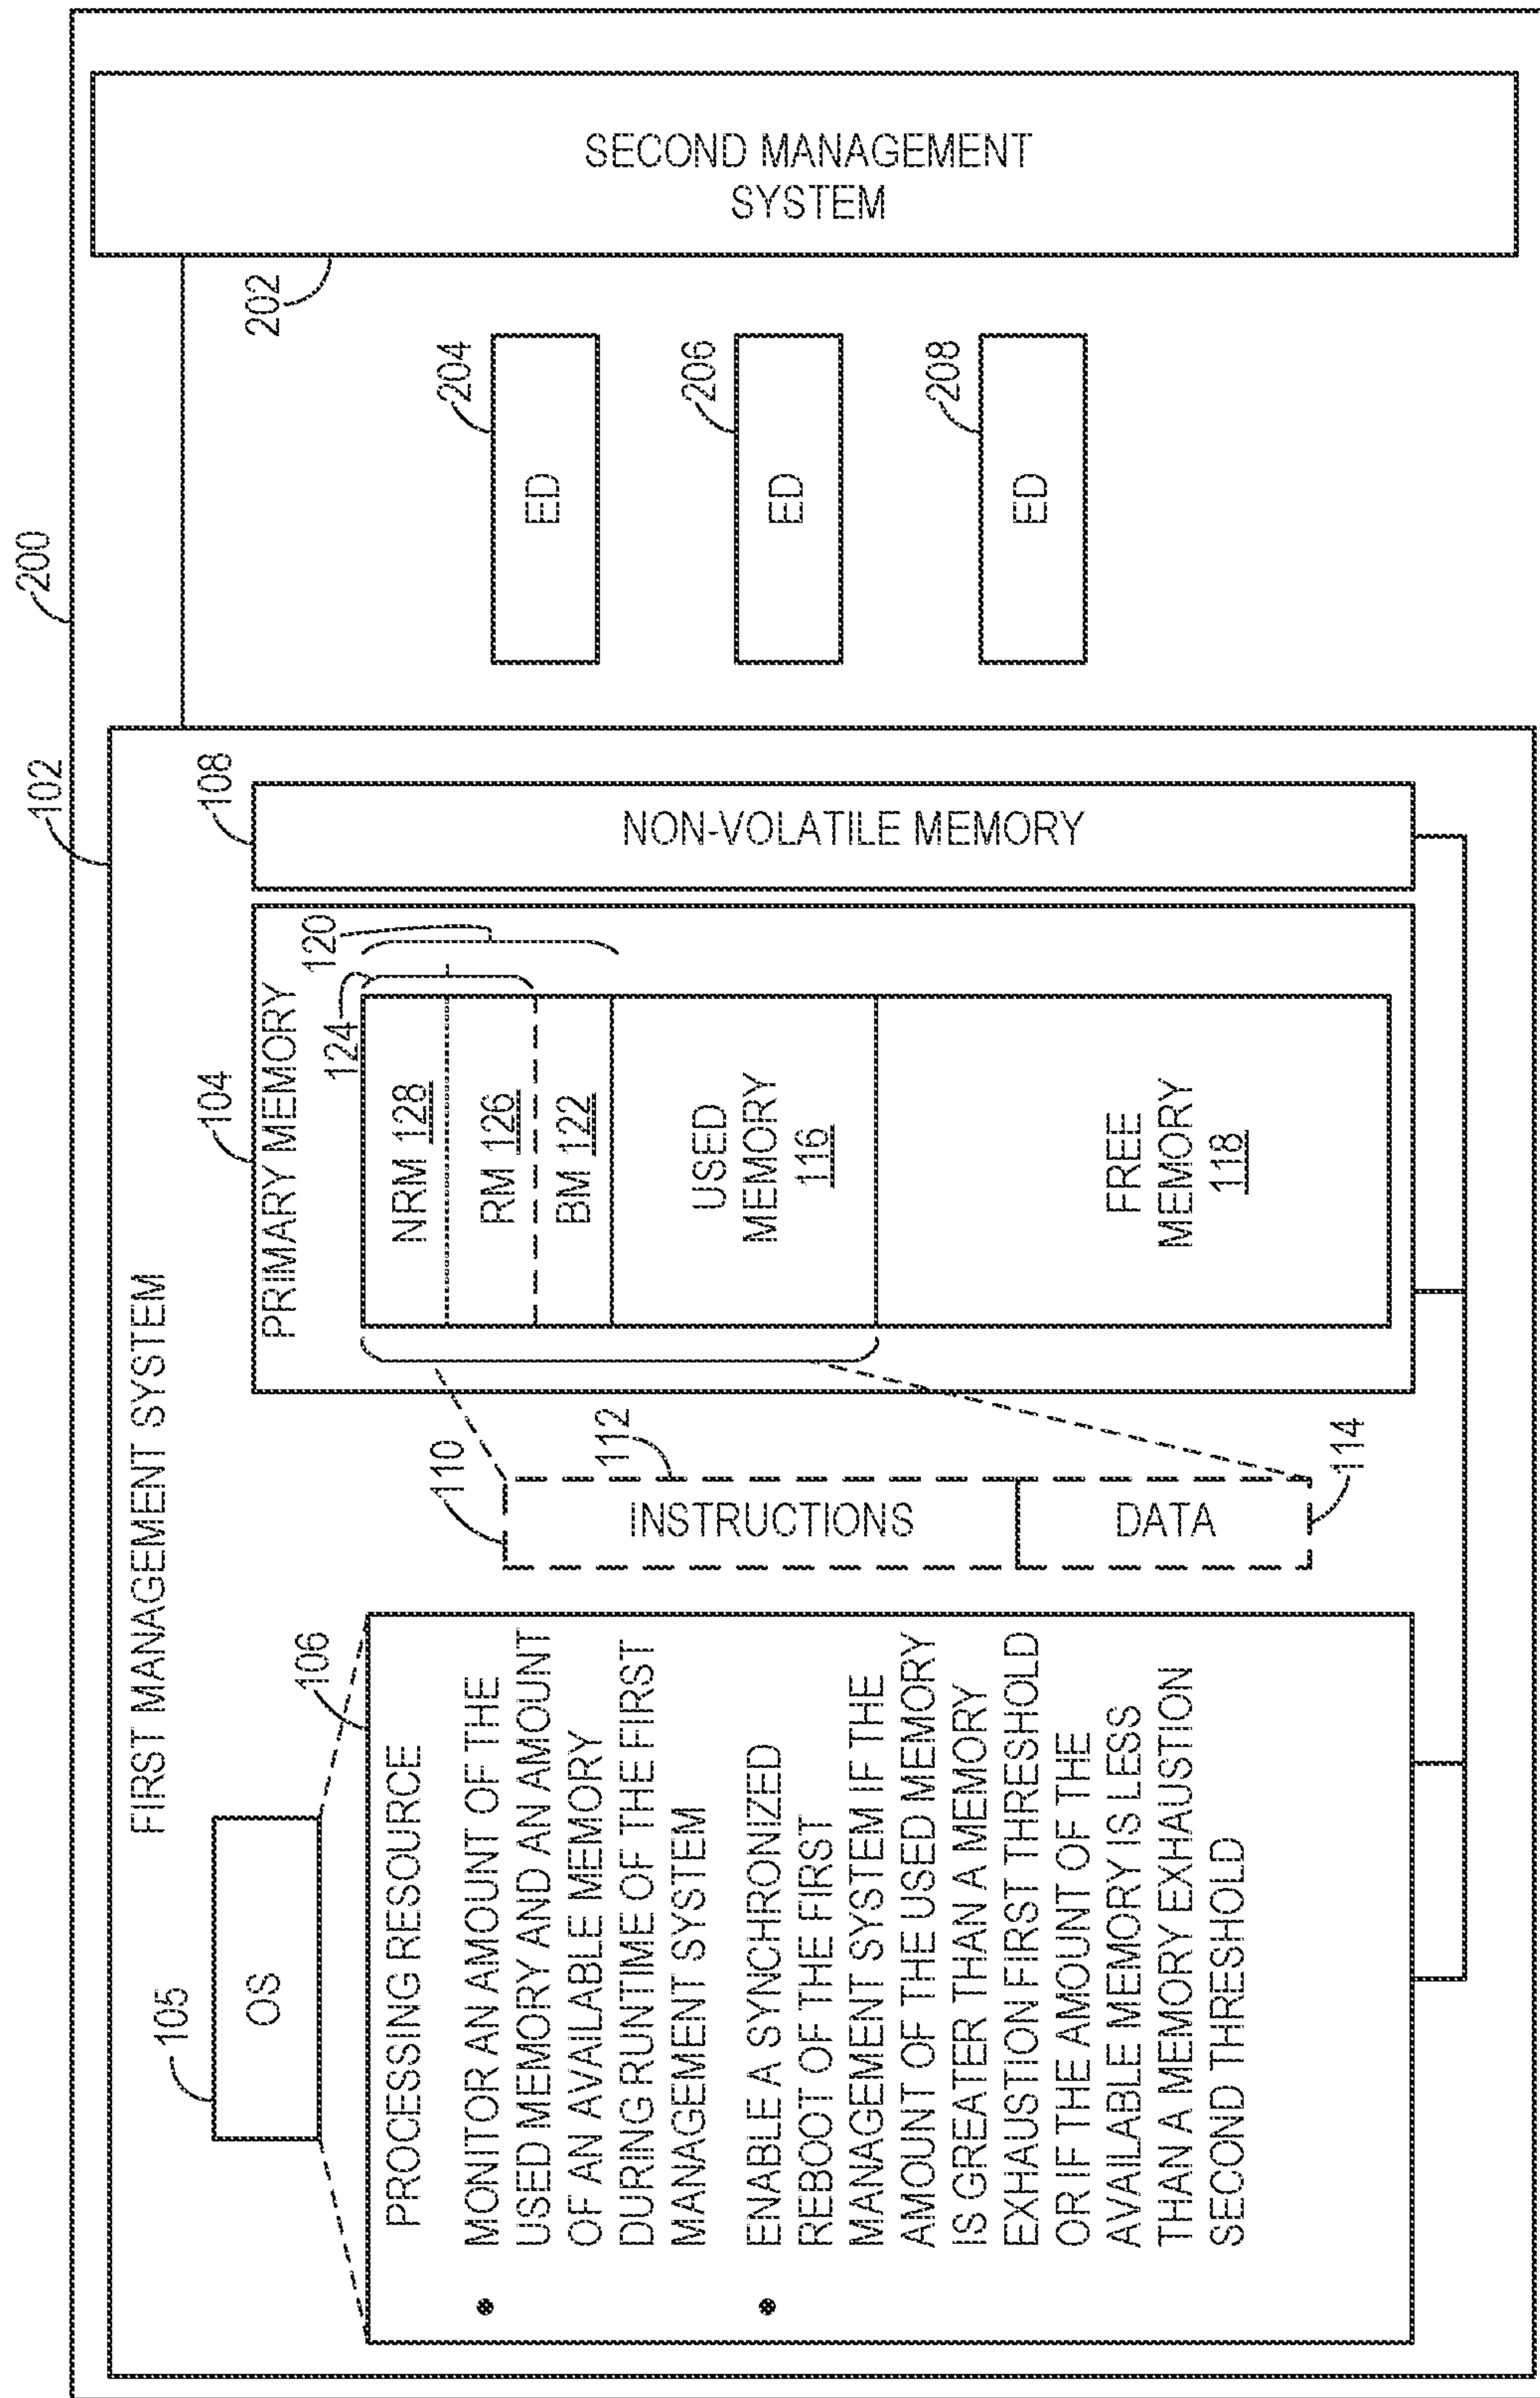 200
102
FIRST MANAGEMENT SYSTEM
105
OS
106
PROCESSING RESOURCE
MONITOR AN AMOUNT OF THE
USED MEMORY AND AN AMOUNT
OF AN AVAILABLE MEMORY
DURING RUNTIME OF THE FIRST
MANAGEMENT SYSTEM
ENABLE A SYNCHRONIZED
REBOOT OF THE FIRST
MANAGEMENT SYSTEM IF THE
AMOUNT OF THE USED MEMORY
IS GREATER THAN A MEMORY
EXHAUSTION FIRST THRESHOLD
OR IF THE AMOUNT OF THE
AVAILABLE MEMORY IS LESS
THAN A MEMORY EXHAUSTION
SECOND THRESHOLD
110
INSTRUCTIONS
112
DATA
114
104
PRIMARY MEMORY
124
120
NRM 128
RM 126
BM 122
USED
MEMORY
116
FREE
MEMORY
118
108
NON-VOLATILE MEMORY
204
ED
206
ED
208
ED
202
SECOND MANAGEMENT
SYSTEM